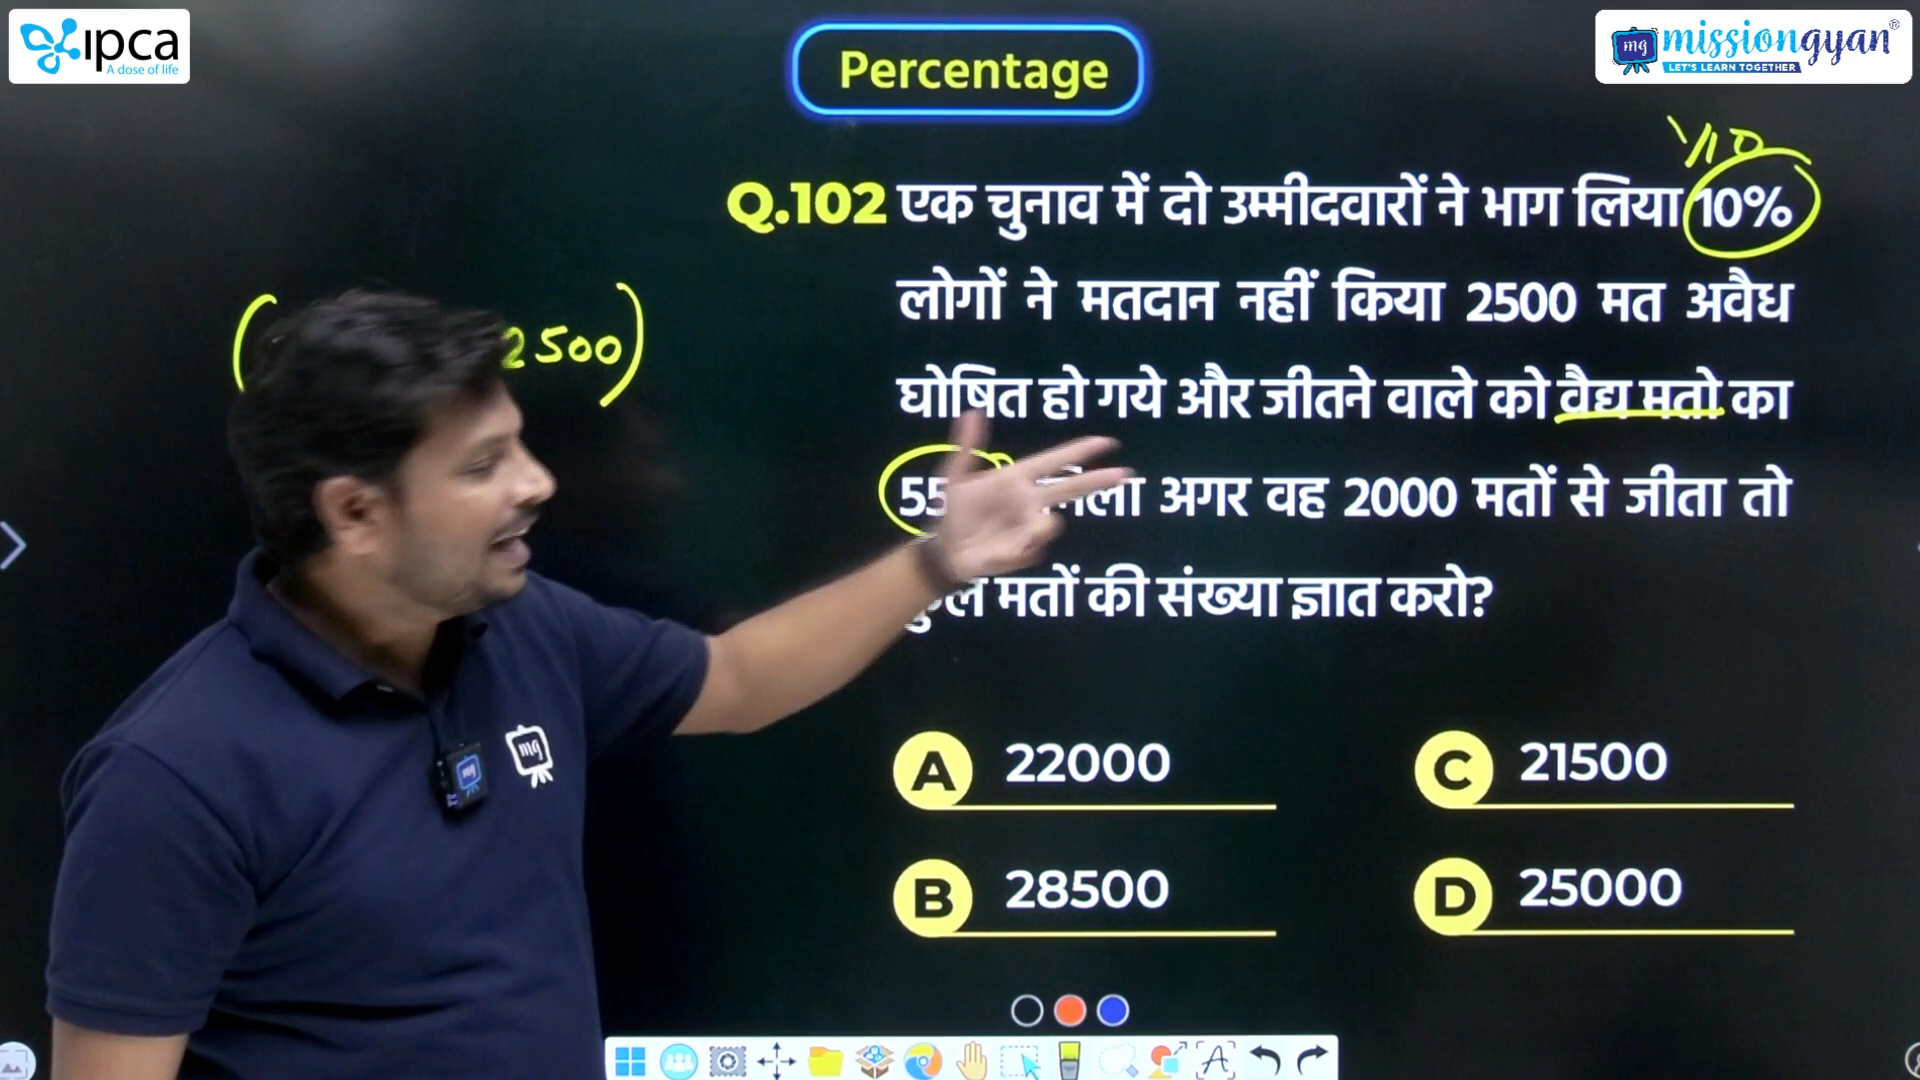 ipca
A dose of life
Percentage
missiongyan®
mg
LET'S LEARN TOGETHER
1/10
Q.102 एक चुनाव में दो उम्मीदवारों ने भाग लिया 10%
लोगों ने मतदान नहीं किया 2500 मत अवैध
घोषित हो गये और जीतने वाले को वैद्य मतो का
55 अगर वह 2000 मतों से जीता तो
मतों की संख्या ज्ञात करो?
2500)
mg
mg
A 22000
C 21500
B 28500
D 25000
A